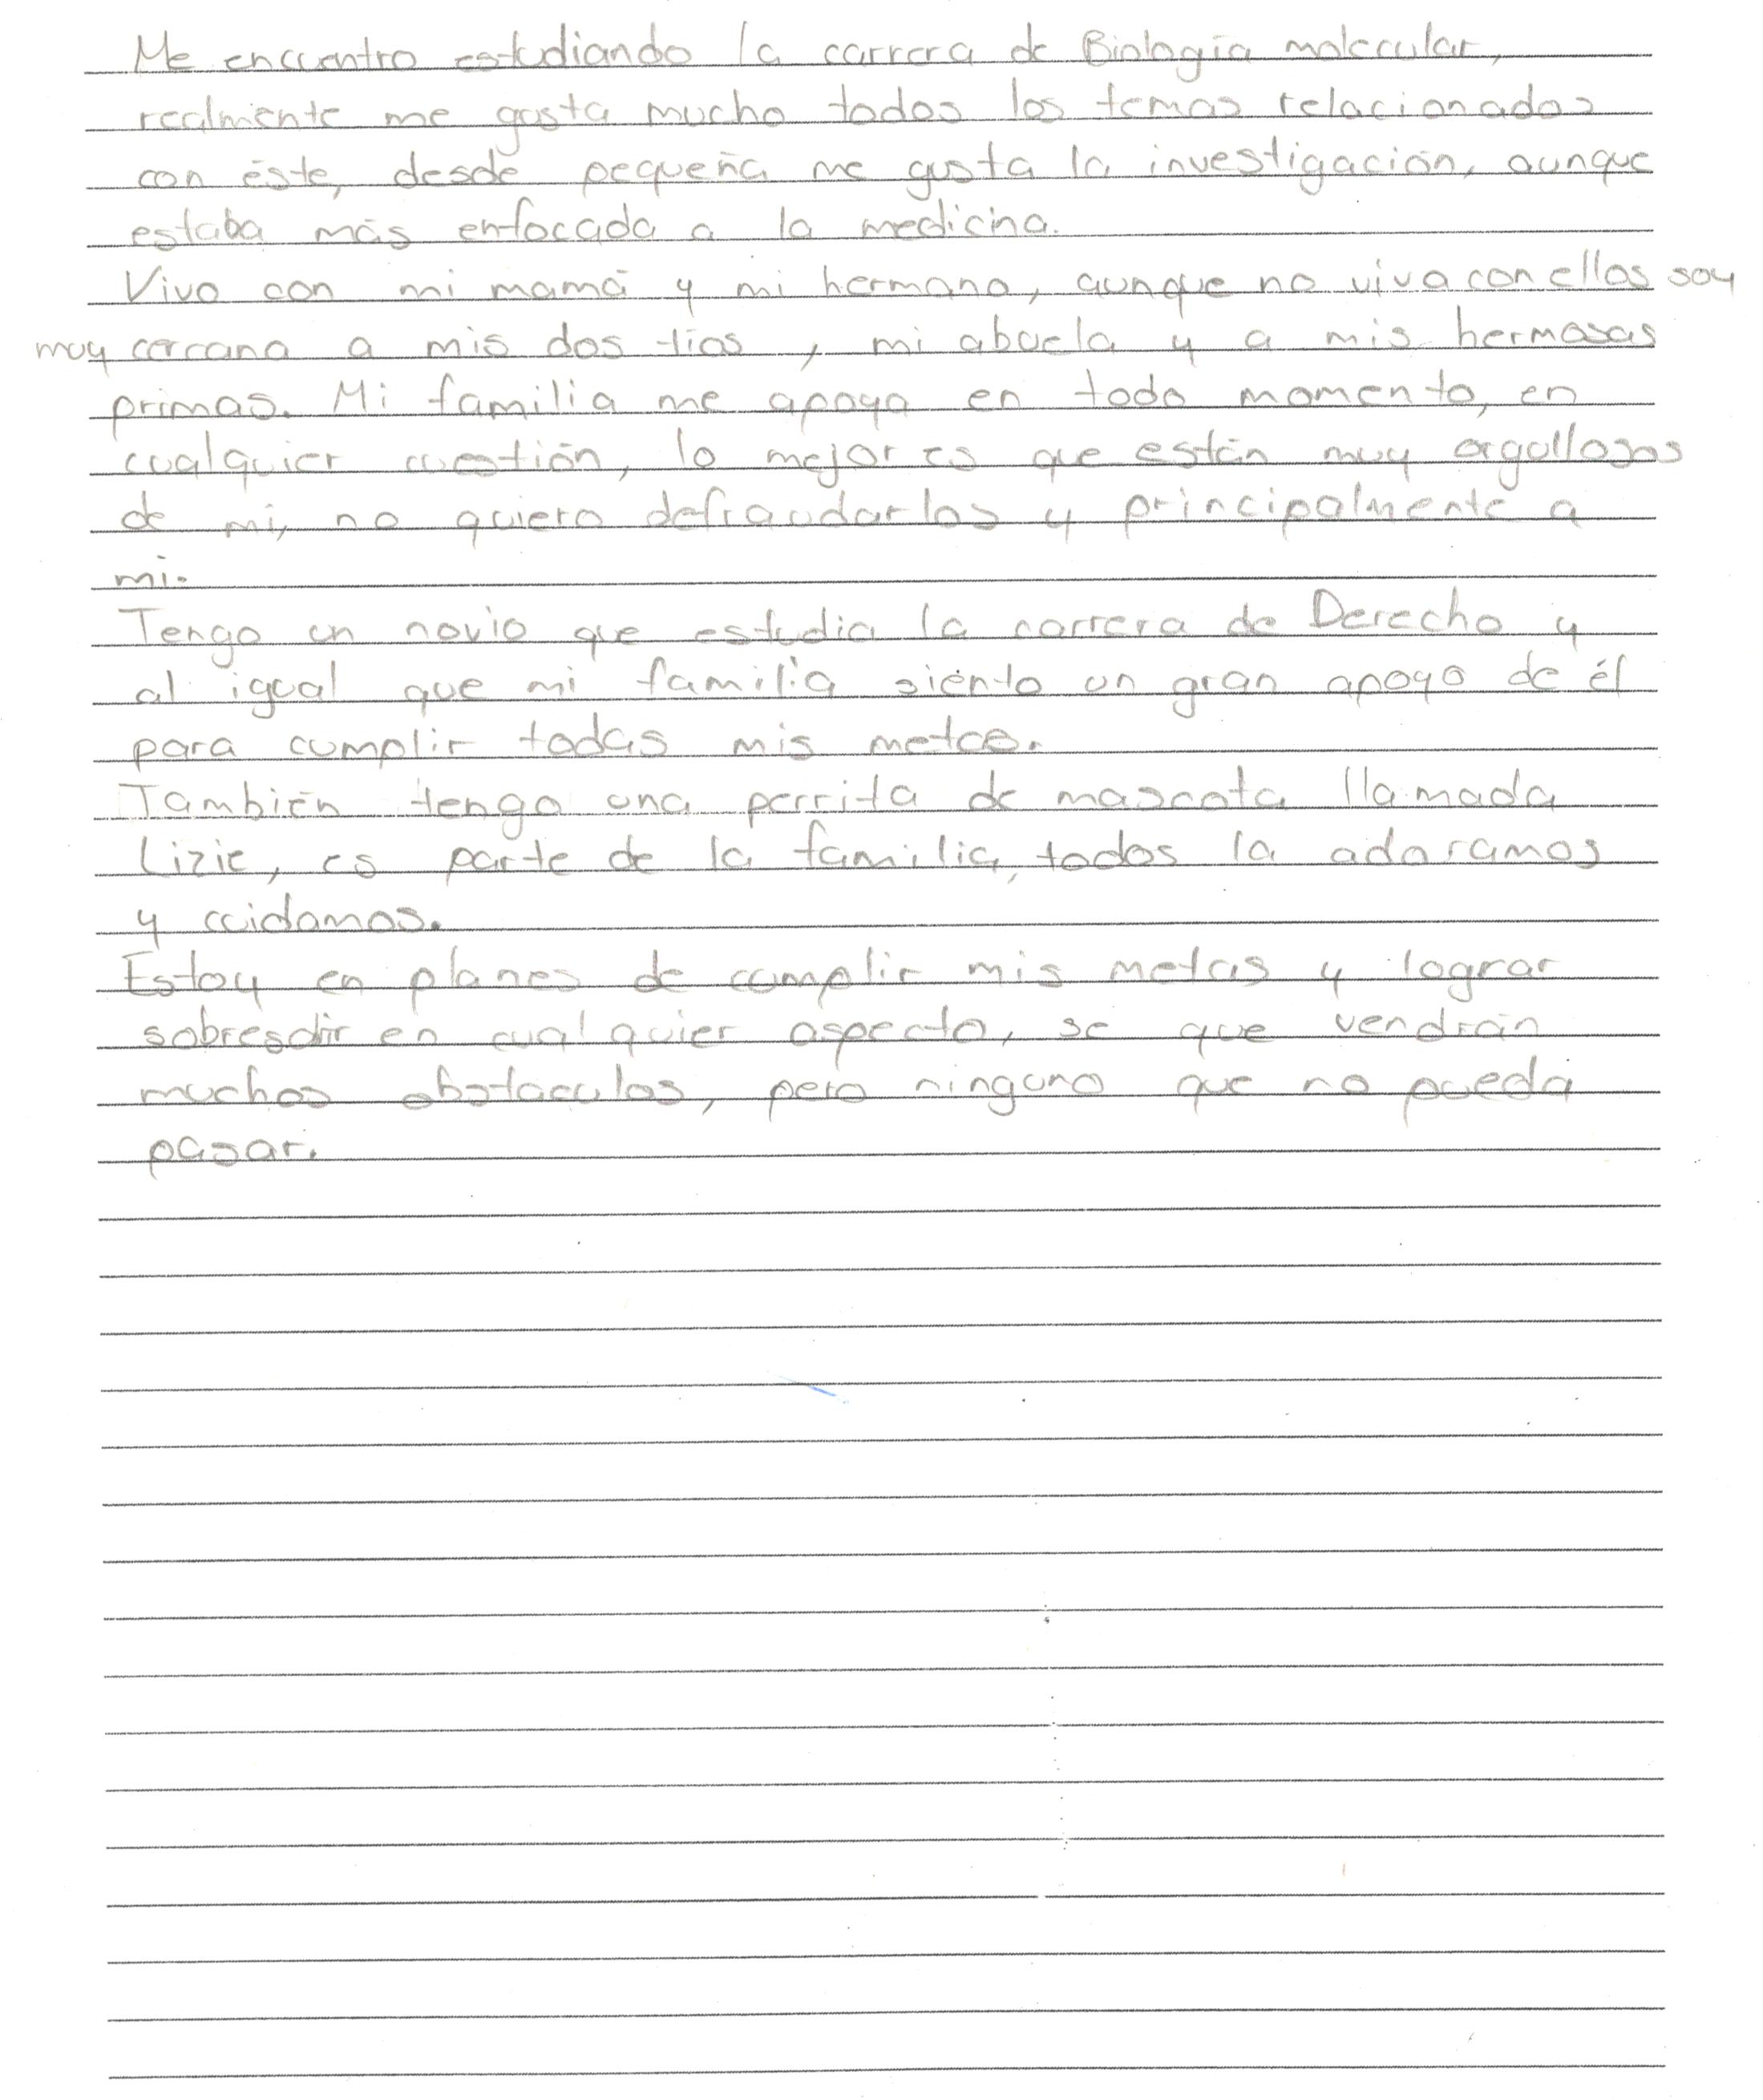 Me encuentro estudiando la carrera de Biología molecular,
realmente me gusta mucho todos los temas relacionados
con éste, desde pequeña me gusta la investigación, aunque
estaba más enfocada a la medicina.
Vivo con mi mamá y mi hermano, aunque no viva con ellos soy
muy cercana a mis dos tíos, mi abuela y a mis hermosas
primas. Mi familia me apoya en todo momento, en
cualquier cuestión, lo mejor es que están muy orgullosos
de mi, no quiero defraudarlos y principalmente a
mi.
Tengo un novio que estudia la carrera de Derecho y
al igual que mi familia siento un gran apoyo de él
para cumplir todas mis metas.
También tengo una perrita de mascota llamada
Lizie, es parte de la familia, todos la adoramos
y cuidamos.
Estoy en planes de cumplir mis metas y lograr
sobresalir en cualquier aspecto, se que vendrán
muchos obstaculos, pero ninguno que no pueda
pasar.